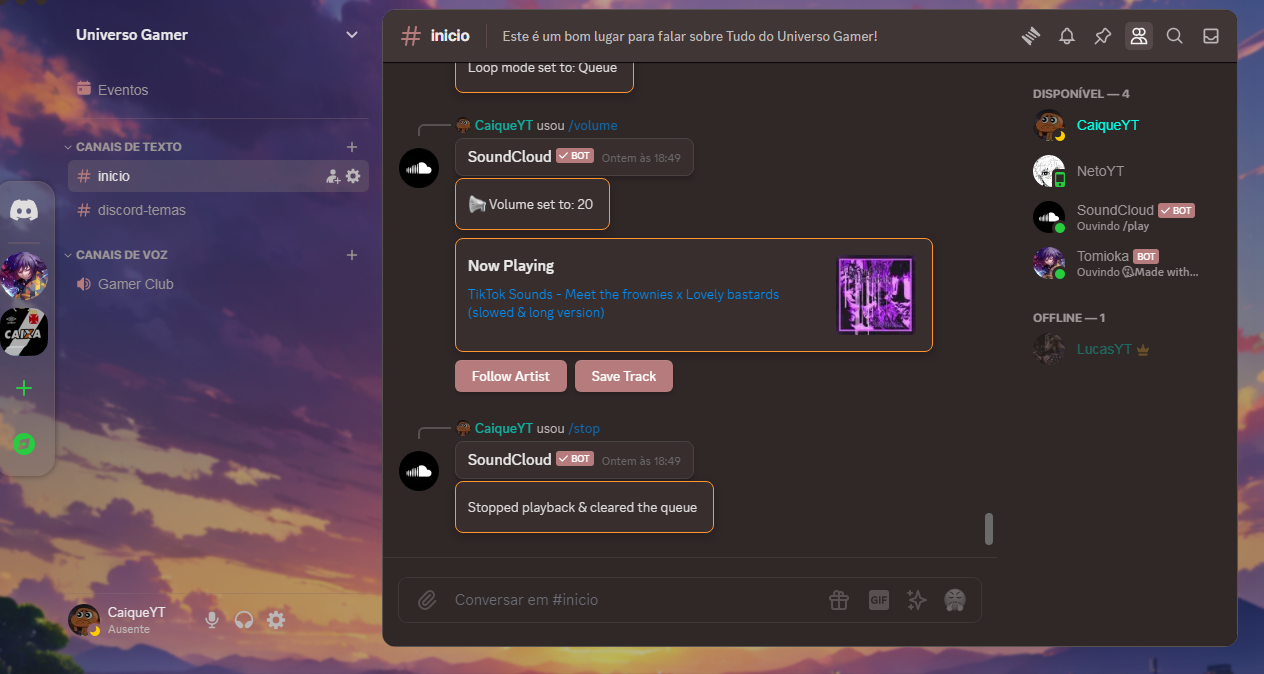 Universo Gamer
Eventos
CANAIS DE TEXTO
inicio
discord-temas
CANAIS DE VOZ
Gamer Club
CAIXA
CaiqueYT
Ausente
inicio
Este é um bom lugar para falar sobre Tudo do Universo Gamer!
Loop mode set to: Queue
CaiqueYT usou /volume
SoundCloud BOT Ontem às 18:49
Volume set to: 20
Now Playing
TikTok Sounds - Meet the frownies x Lovely bastards
(slowed & long version)
Follow Artist Save Track
CaiqueYT usou /stop
SoundCloud BOT Ontem às 18:49
Stopped playback & cleared the queue
Conversar em #inicio
GIF
DISPONÍVEL — 4
CaiqueYT
NetoYT
SoundCloud BOT
Ouvindo /play
Tomioka BOT
Ouvindo Made with...
OFFLINE — 1
LucasYT